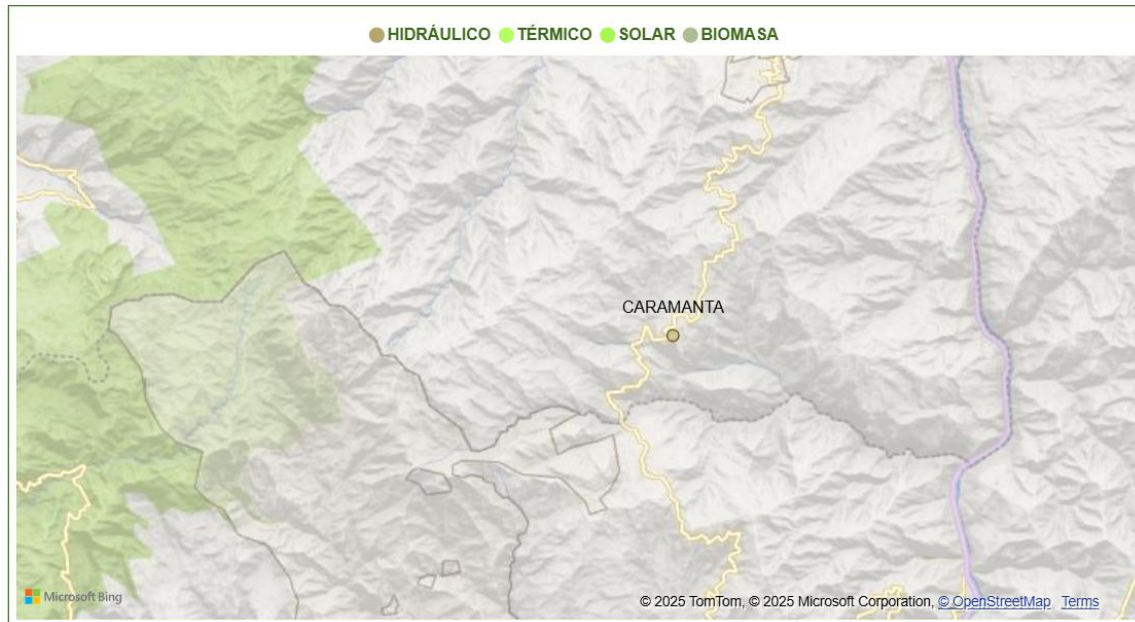 HIDRÁULICO TÉRMICO SOLAR BIOMASA
CARAMANTA
Microsoft Bing
© 2025 TomTom, © 2025 Microsoft Corporation, © OpenStreetMap Terms